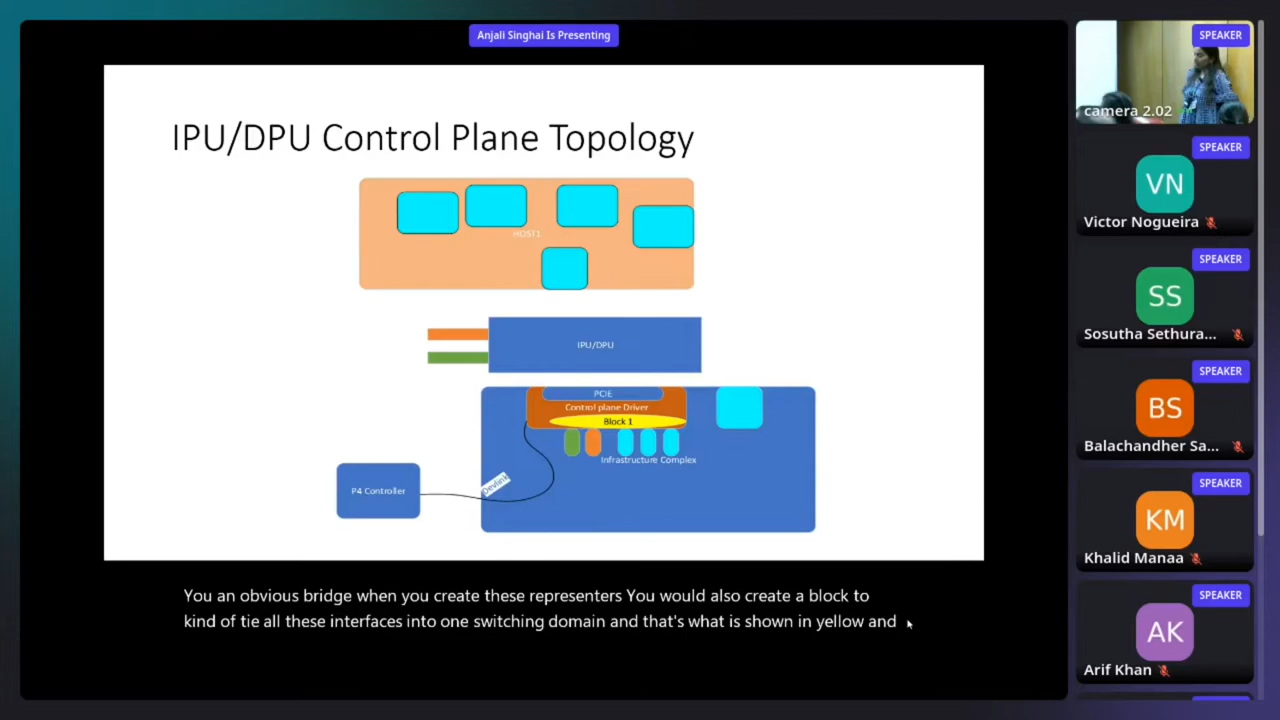 Anjali Singhai Is Presenting
IPU/DPU Control Plane Topology
HOST1
IPU/DPU
PCIE
Control plane Driver
Block 1
Infrastructure Complex
Devlink
P4 Controller
You an obvious bridge when you create these representers You would also create a block to
kind of tie all these interfaces into one switching domain and that's what is shown in yellow and
SPEAKER
camera 2.02
SPEAKER
VN
Victor Nogueira
SPEAKER
SS
Sosutha Sethura...
SPEAKER
BS
Balachandher Sa...
SPEAKER
KM
Khalid Manaa
SPEAKER
AK
Arif Khan